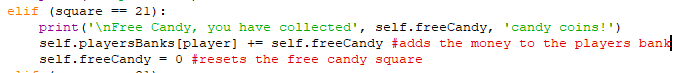 elif (square == 21):
    print('\nFree Candy, you have collected', self.freeCandy, 'candy coins!')
    self.playersBanks[player] += self.freeCandy #adds the money to the players bank
    self.freeCandy = 0 #resets the free candy square